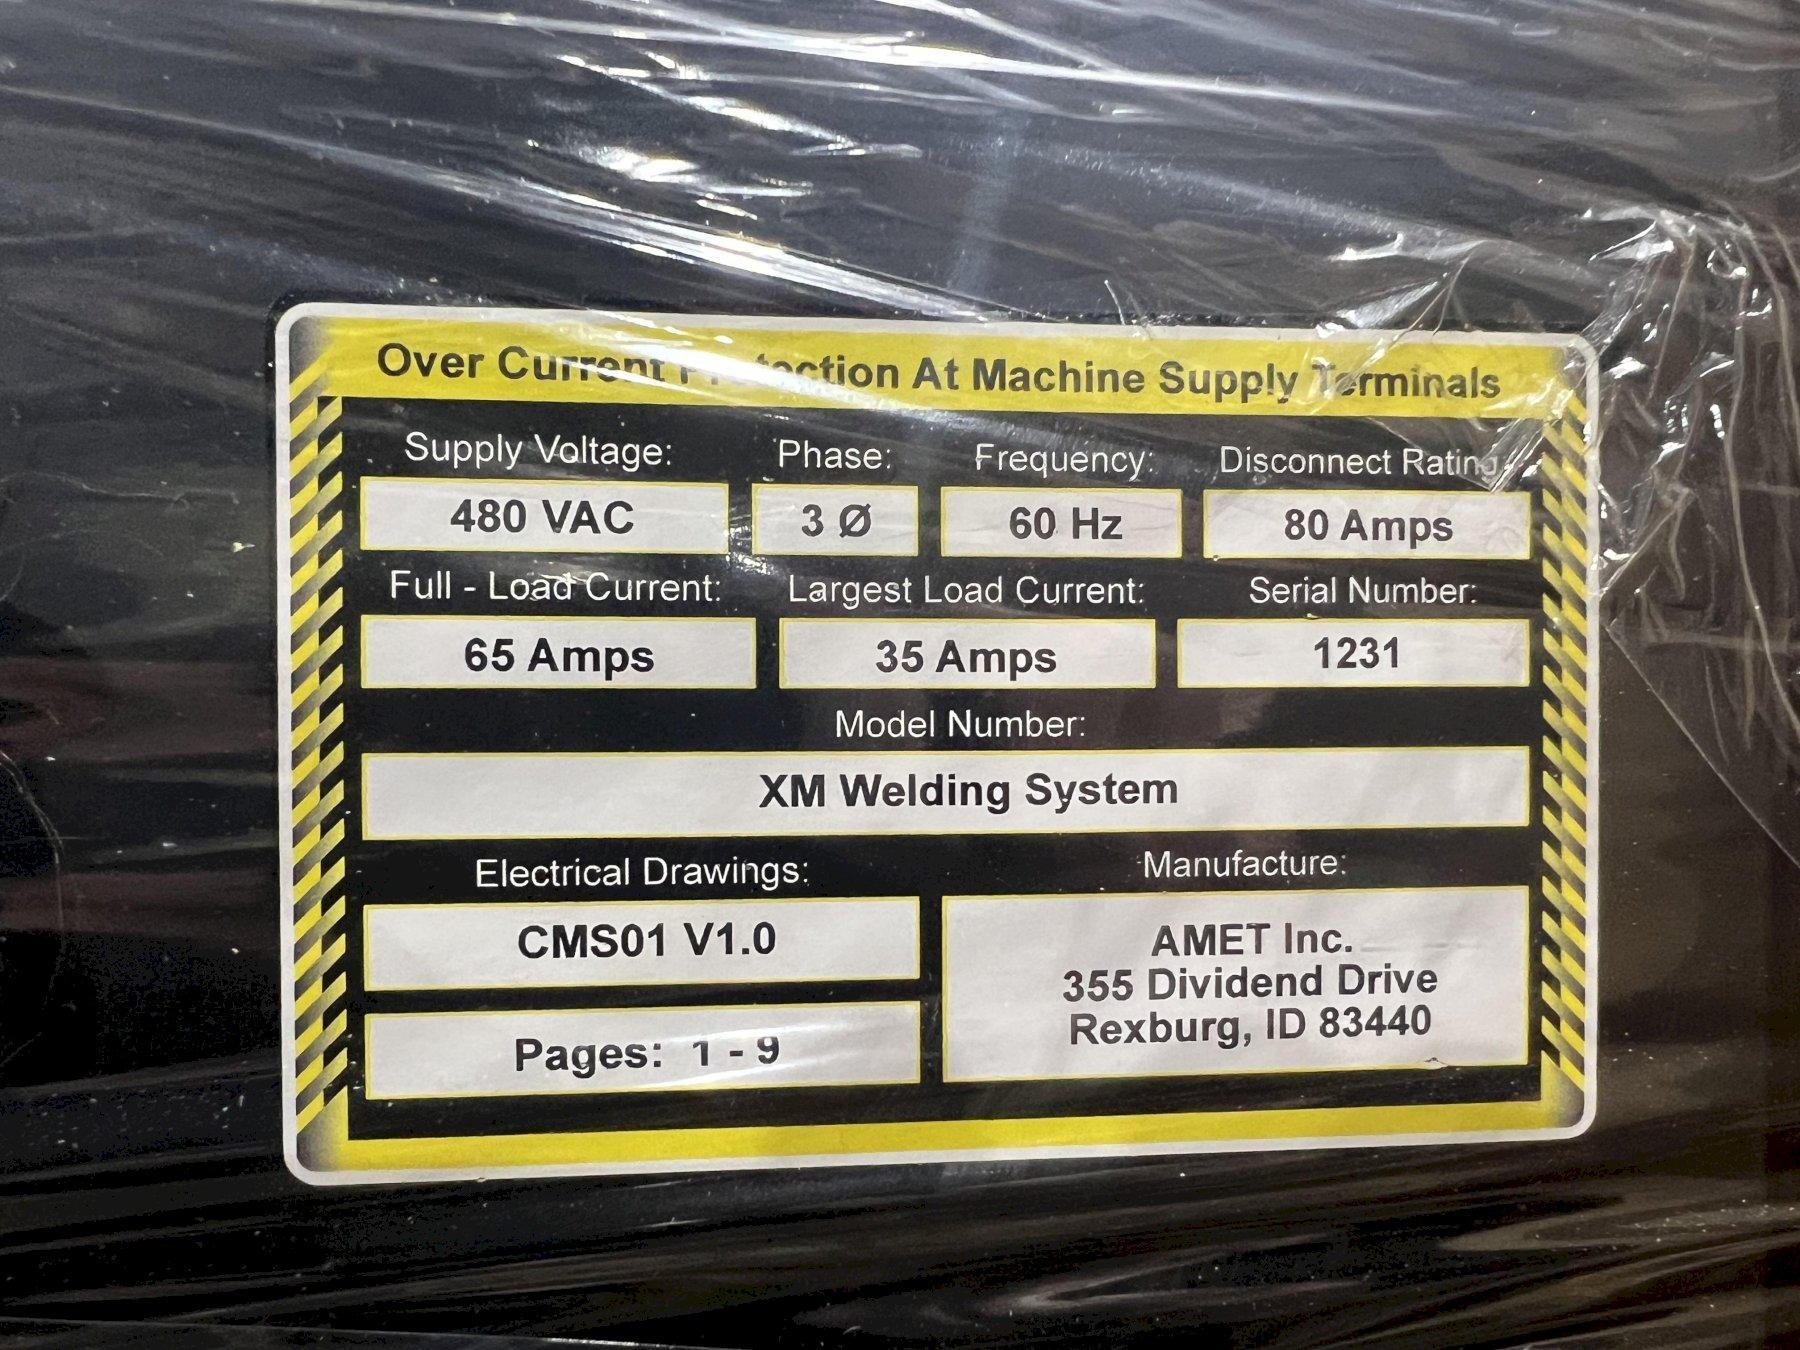 Over Current Protection At Machine Supply Terminals
Supply Voltage: Phase: Frequency: Disconnect Rating
480 VAC 3 Ø 60 Hz 80 Amps
Full - Load Current: Largest Load Current: Serial Number:
65 Amps 35 Amps 1231
Model Number:
XM Welding System
Electrical Drawings: Manufacture:
CMS01 V1.0
Pages: 1 - 9
AMET Inc.
355 Dividend Drive
Rexburg, ID 83440